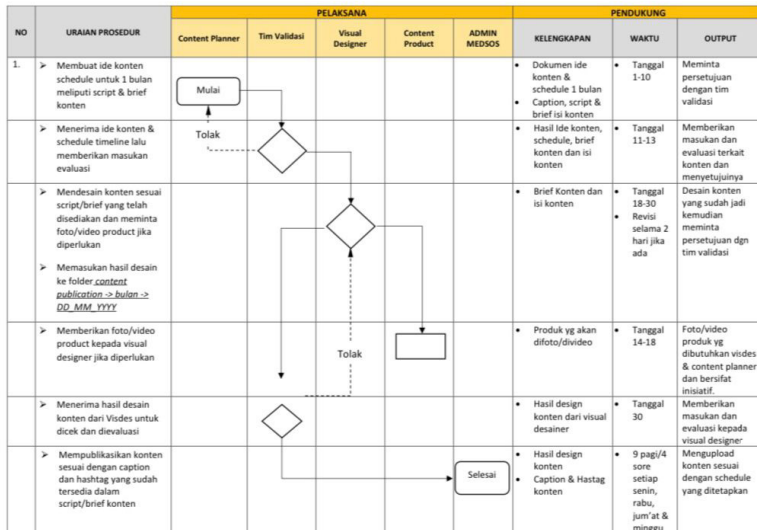 PELAKSANA
PENDUKUNG
NO
URAIAN PROSEDUR
Content Planner
Tim Validasi
Visual
Designer
Content
Product
ADMIN
MEDSOS
KELENGKAPAN
WAKTU
OUTPUT
1.
➤ Membuat ide konten
schedule untuk 1 bulan
meliputi script & brief
konten
Mulai
• Dokumen ide
konten &
schedule 1 bulan
• Caption, script &
brief isi konten
• Tanggal
1-10
Meminta
persetujuan
dengan tim
validasi
➤ Menerima ide konten &
schedule timeline lalu
memberikan masukan
evaluasi
Tolak
• Hasil Ide konten,
schedule, brief
konten dan isi
konten
• Tanggal
11-13
Memberikan
masukan dan
evaluasi terkait
konten dan
menyetujuinya
➤ Mendesain konten sesuai
script/brief yang telah
disediakan dan meminta
foto/video product jika
diperlukan
➤ Memasukan hasil desain
ke folder content
publication -> bulan ->
DD_MM_YYYY
• Brief Konten dan
isi konten
• Tanggal
18-30
• Revisi
selama 2
hari jika
ada
Desain konten
yang sudah jadi
kemudian
meminta
persetujuan dgn
tim validasi
➤ Memberikan foto/video
product kepada visual
designer jika diperlukan
Tolak
• Produk yg akan
difoto/divideo
• Tanggal
14-18
Foto/video
produk yg
dibutuhkan visdes
& content planner
dan bersifat
inisiatif.
➤ Menerima hasil desain
konten dari Visdes untuk
dicek dan dievaluasi
• Hasil design
konten dari visual
desainer
• Tanggal
30
Memberikan
masukan dan
evaluasi kepada
visual designer
➤ Mempublikasikan konten
sesuai dengan caption
dan hashtag yang sudah
tersedia dalam
script/brief konten
Selesai
• Hasil design
konten
• Caption & Hastag
konten
• 9 pagi/4
sore
setiap
senin,
rabu,
jum'at &
minggu
Mengupload
konten sesuai
dengan schedule
yang ditetapkan